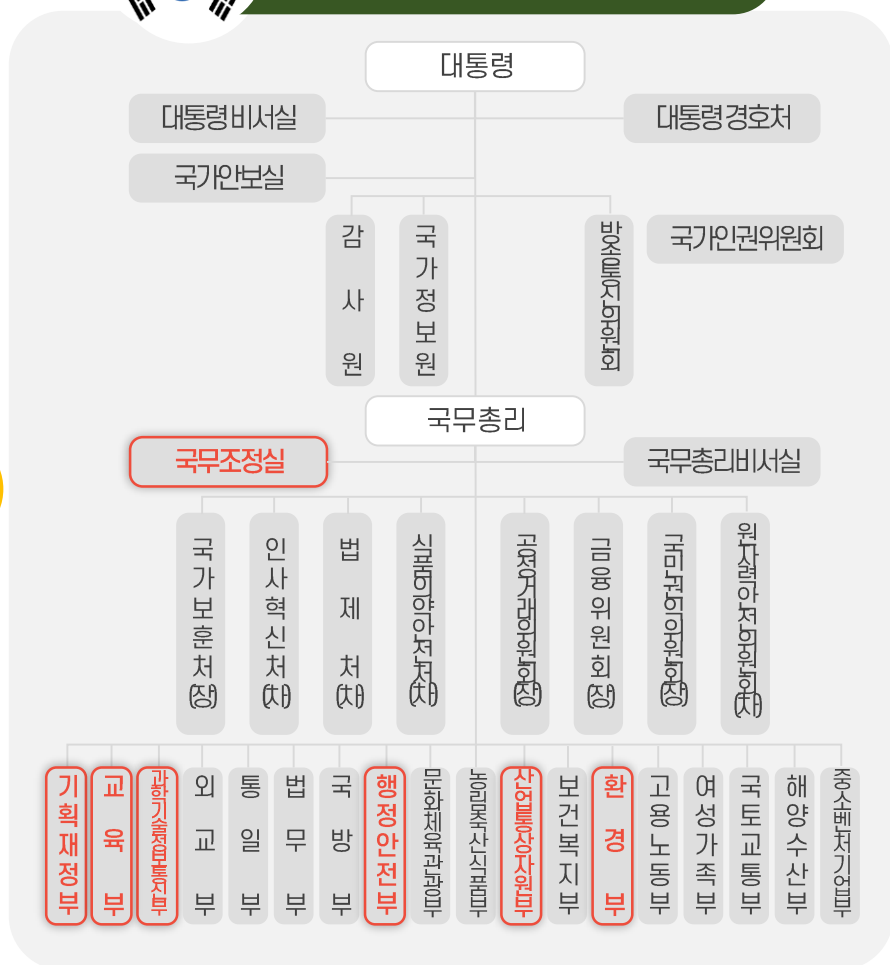 대통령
대통령비서실
대통령경호처
국가안보실
감사원
국가정보원
방송통신위원회
국가인권위원회
국무총리
국무조정실
국무총리비서실
국가보훈처(장)
인사혁신처(차)
법제처(차)
식품의약안전처(차)
공정거래위원회(장)
금융위원회(장)
국민권익위원회(장)
원자력안전위원회(차)
기획재정부
교육부
과학기술정보통신부
외교부
통일부
법무부
국방부
행정안전부
문화체육관광부
농림축산식품부
산업통상자원부
보건복지부
환경부
고용노동부
여성가족부
국토교통부
해양수산부
중소벤처기업부